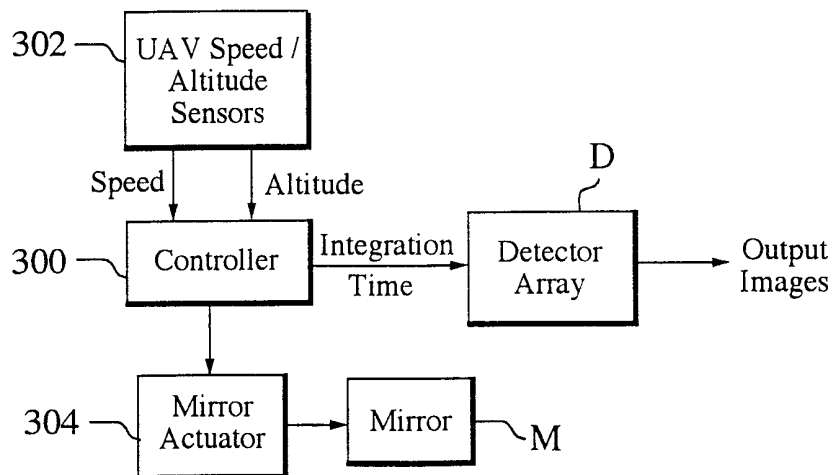 302
UAV Speed /
Altitude
Sensors
Speed
Altitude
D
300
Controller
Integration
Time
Detector
Array
Output
Images
304
Mirror
Actuator
Mirror
M